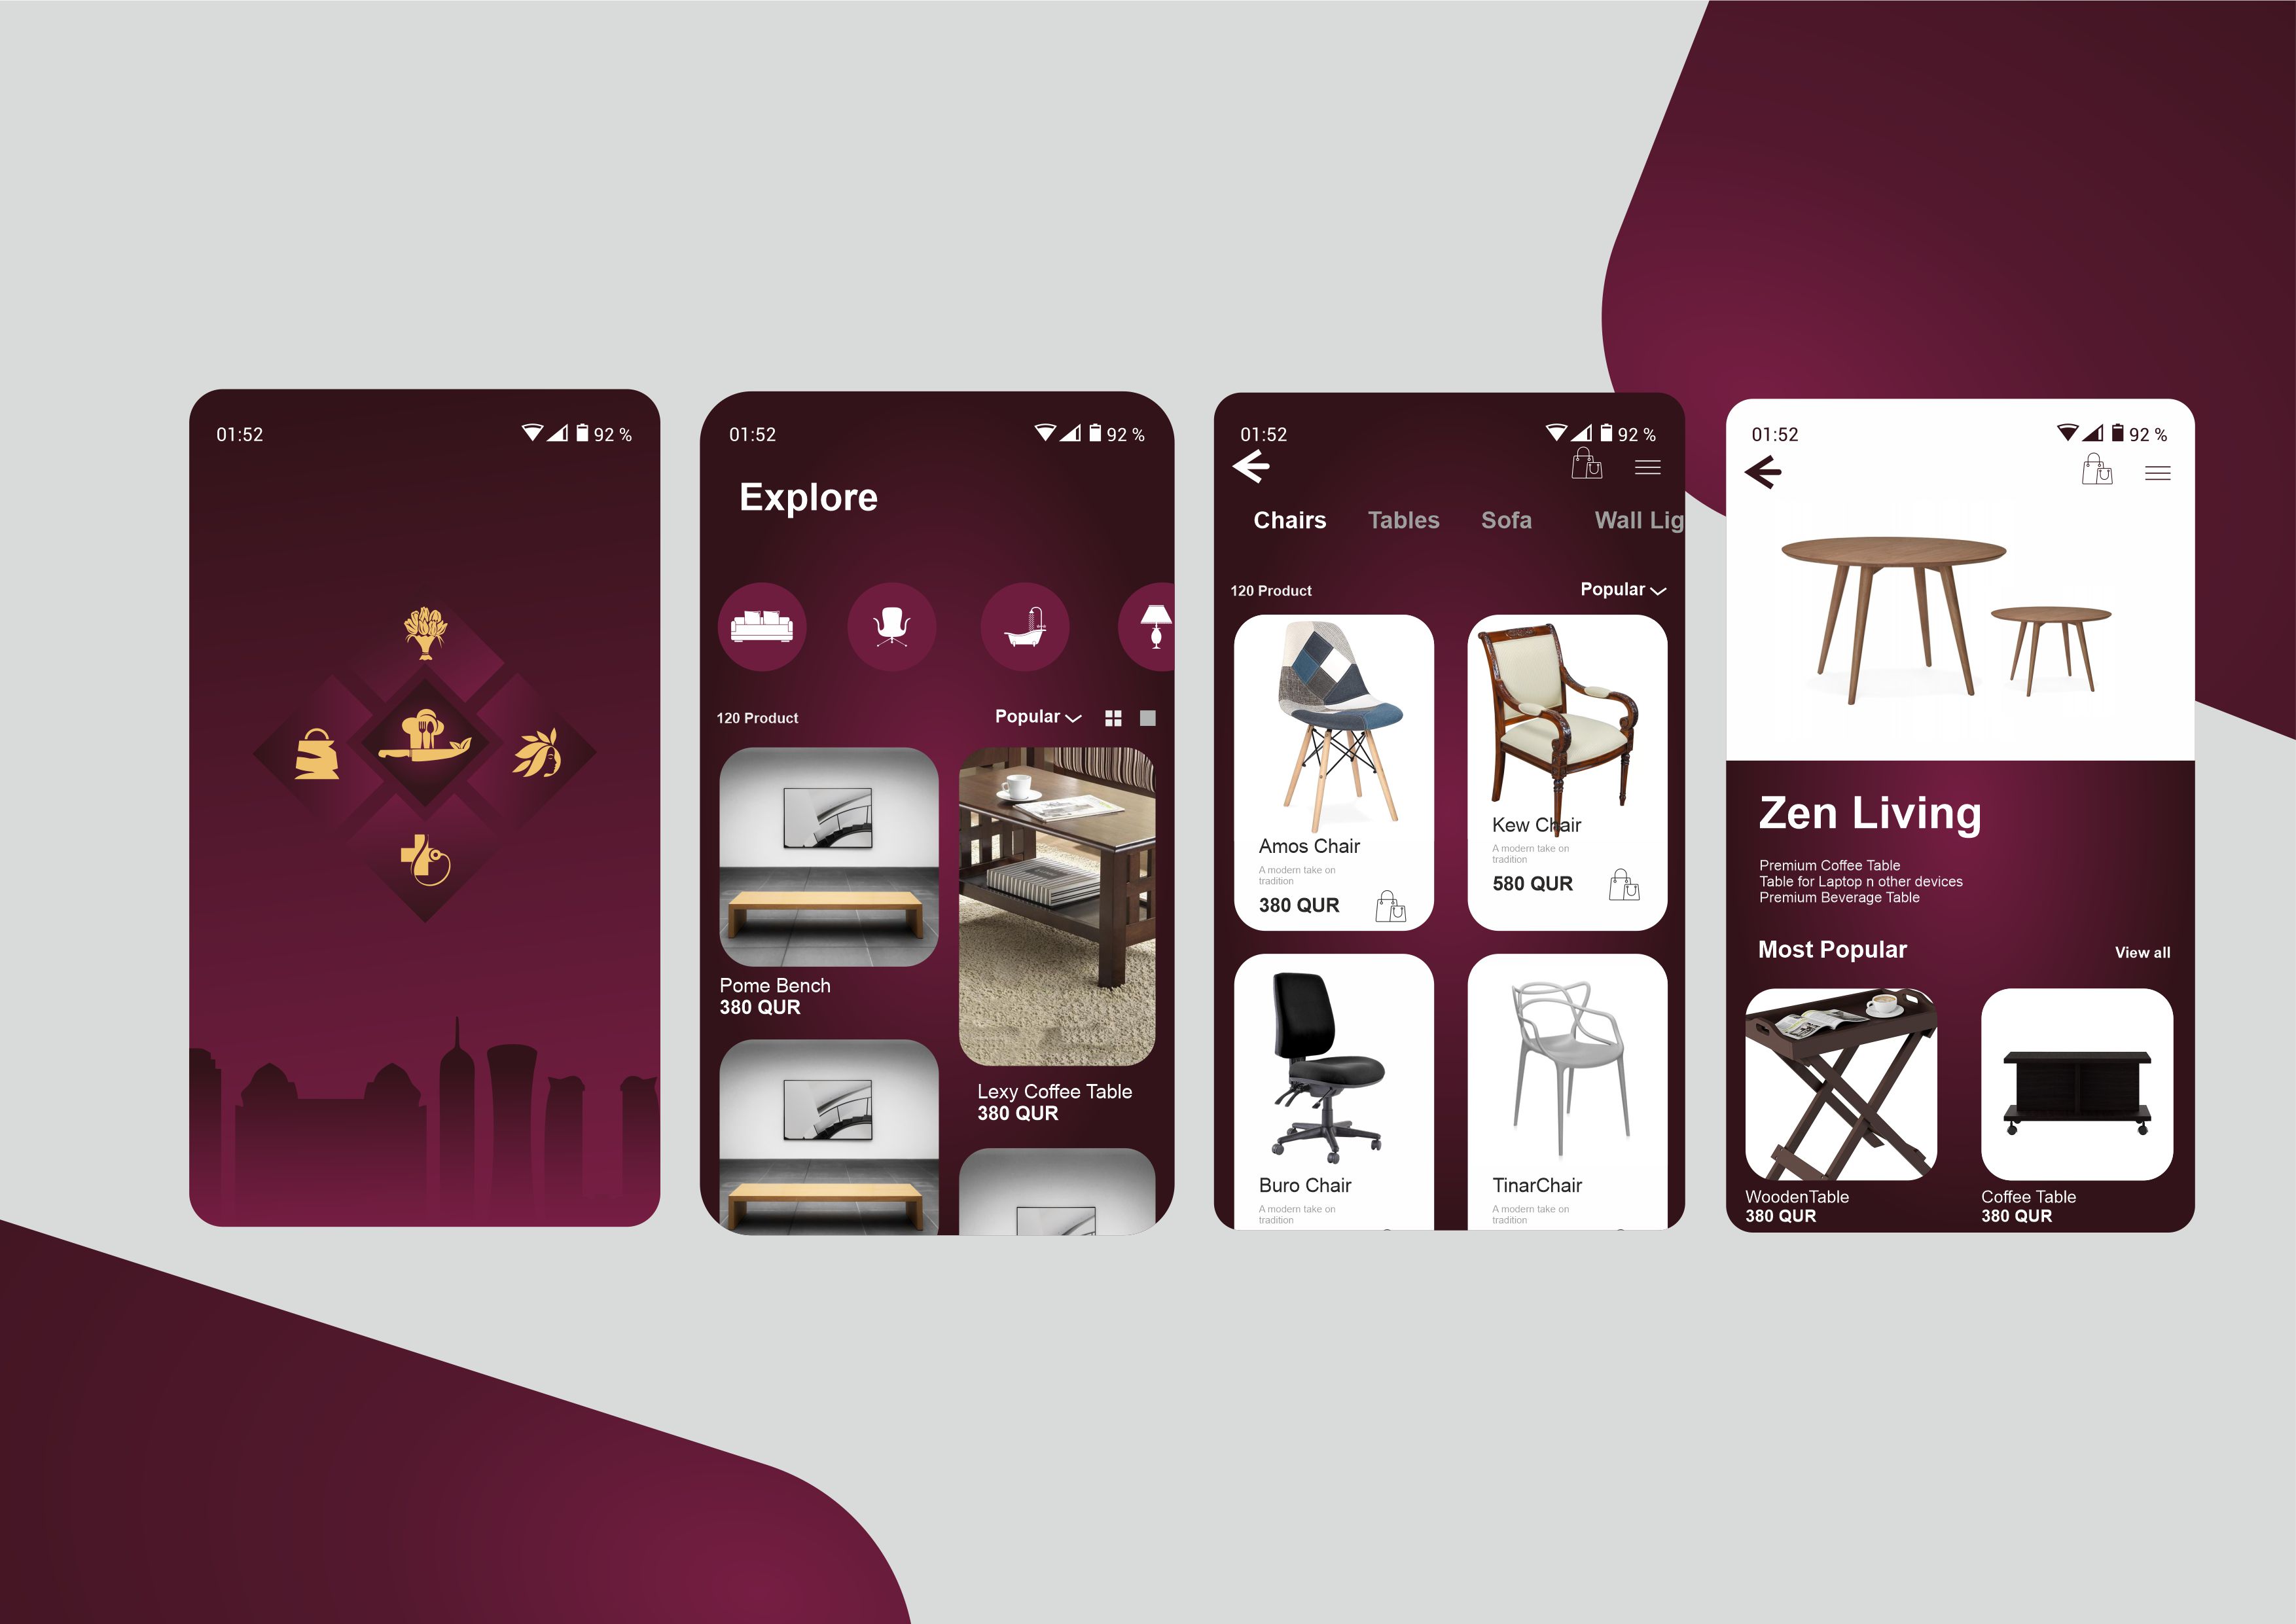 01:52
92 %
01:52
92 %
Explore
120 Product
Popular
Pome Bench
380 QUR
Lexy Coffee Table
380 QUR
01:52
92 %
Chairs Tables Sofa Wall Lig
120 Product
Popular
Amos Chair
A modern take on
tradition
380 QUR
Kew Chair
A modern take on
tradition
580 QUR
Buro Chair
A modern take on
tradition
TinarChair
A modern take on
tradition
01:52
92 %
Zen Living
Premium Coffee Table
Table for Laptop n other devices
Premium Beverage Table
Most Popular
View all
WoodenTable
380 QUR
Coffee Table
380 QUR